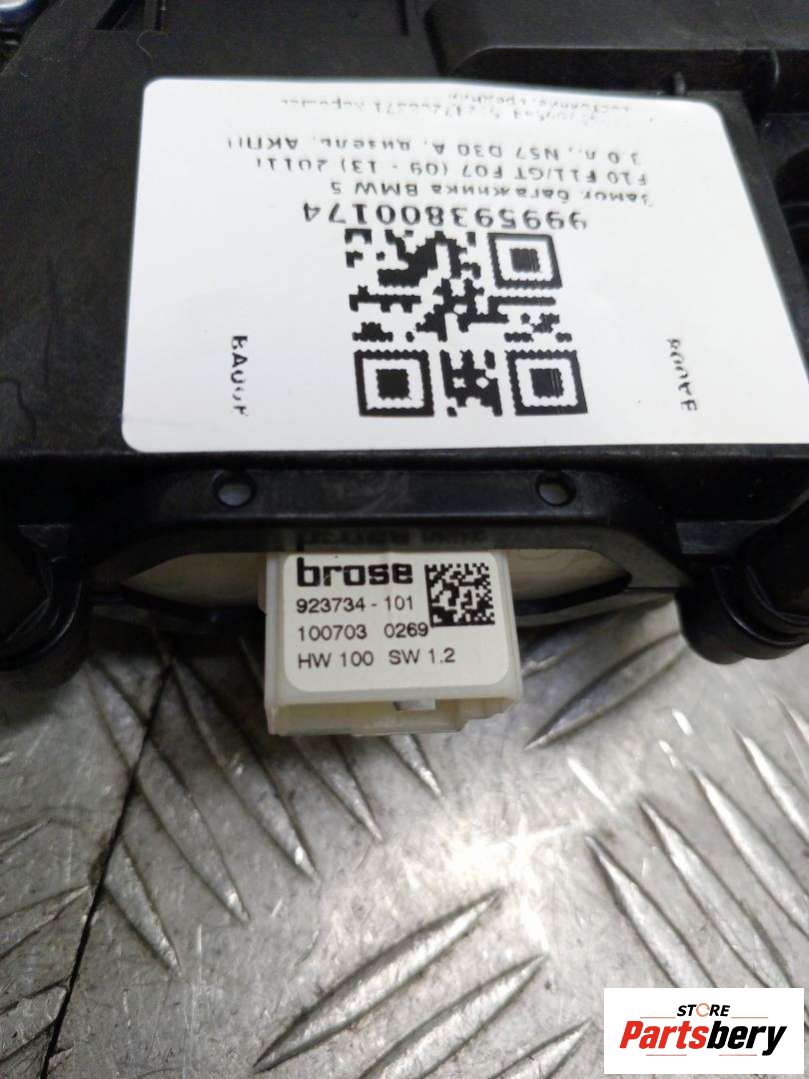 999593800174
Замок багажника BMW 5
F10 F11/GT F07 (09 - 13) 2011г
3.0 л., N57 D30 A, дизель, АКПП
brose
923734 - 101
100703 0269
HW 100 SW 1.2
STORE
Partsbery